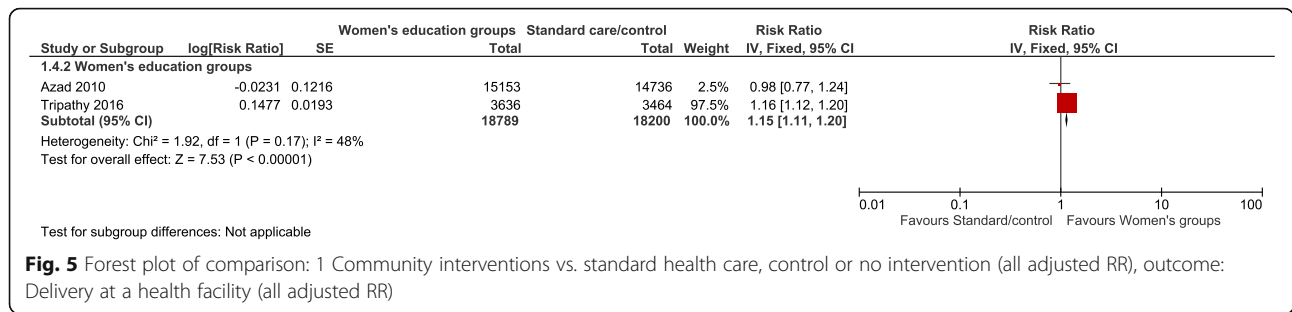 Women's education groups Standard care/control Risk Ratio Risk Ratio
Study or Subgroup log[Risk Ratio] SE Total Total Weight IV, Fixed, 95% CI IV, Fixed, 95% CI
1.4.2 Women's education groups
Azad 2010 -0.0231 0.1216 15153 14736 2.5% 0.98 [0.77, 1.24]
Tripathy 2016 0.1477 0.0193 3636 3464 97.5% 1.16 [1.12, 1.20]
Subtotal (95% CI) 18789 18200 100.0% 1.15 [1.11, 1.20]
Heterogeneity: Chi² = 1.92, df = 1 (P = 0.17); I² = 48%
Test for overall effect: Z = 7.53 (P < 0.00001)
0.01 0.1 1 10 100
Favours Standard/control Favours Women's groups
Test for subgroup differences: Not applicable
Fig. 5 Forest plot of comparison: 1 Community interventions vs. standard health care, control or no intervention (all adjusted RR), outcome:
Delivery at a health facility (all adjusted RR)